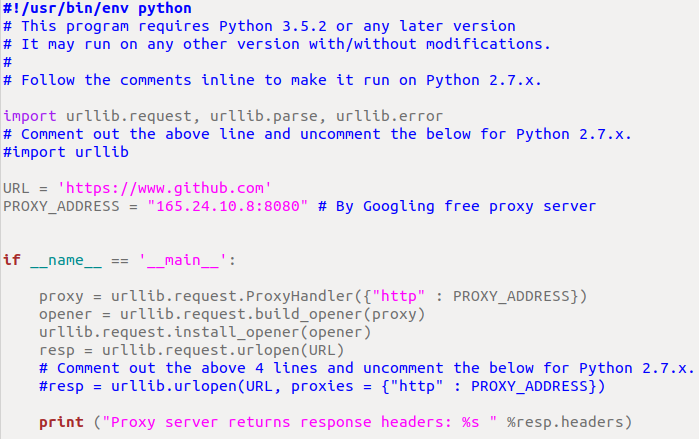 #!/usr/bin/env python
# This program requires Python 3.5.2 or any later version
# It may run on any other version with/without modifications.
#
# Follow the comments inline to make it run on Python 2.7.x.
import urllib.request, urllib.parse, urllib.error
# Comment out the above line and uncomment the below for Python 2.7.x.
#import urllib
URL = 'https://www.github.com'
PROXY_ADDRESS = "165.24.10.8:8080" # By Googling free proxy server
if __name__ == '__main__':
    proxy = urllib.request.ProxyHandler({"http" : PROXY_ADDRESS})
    opener = urllib.request.build_opener(proxy)
    urllib.request.install_opener(opener)
    resp = urllib.request.urlopen(URL)
    # Comment out the above 4 lines and uncomment the below for Python 2.7.x.
    #resp = urllib.urlopen(URL, proxies = {"http" : PROXY_ADDRESS})
    print ("Proxy server returns response headers: %s " %resp.headers)